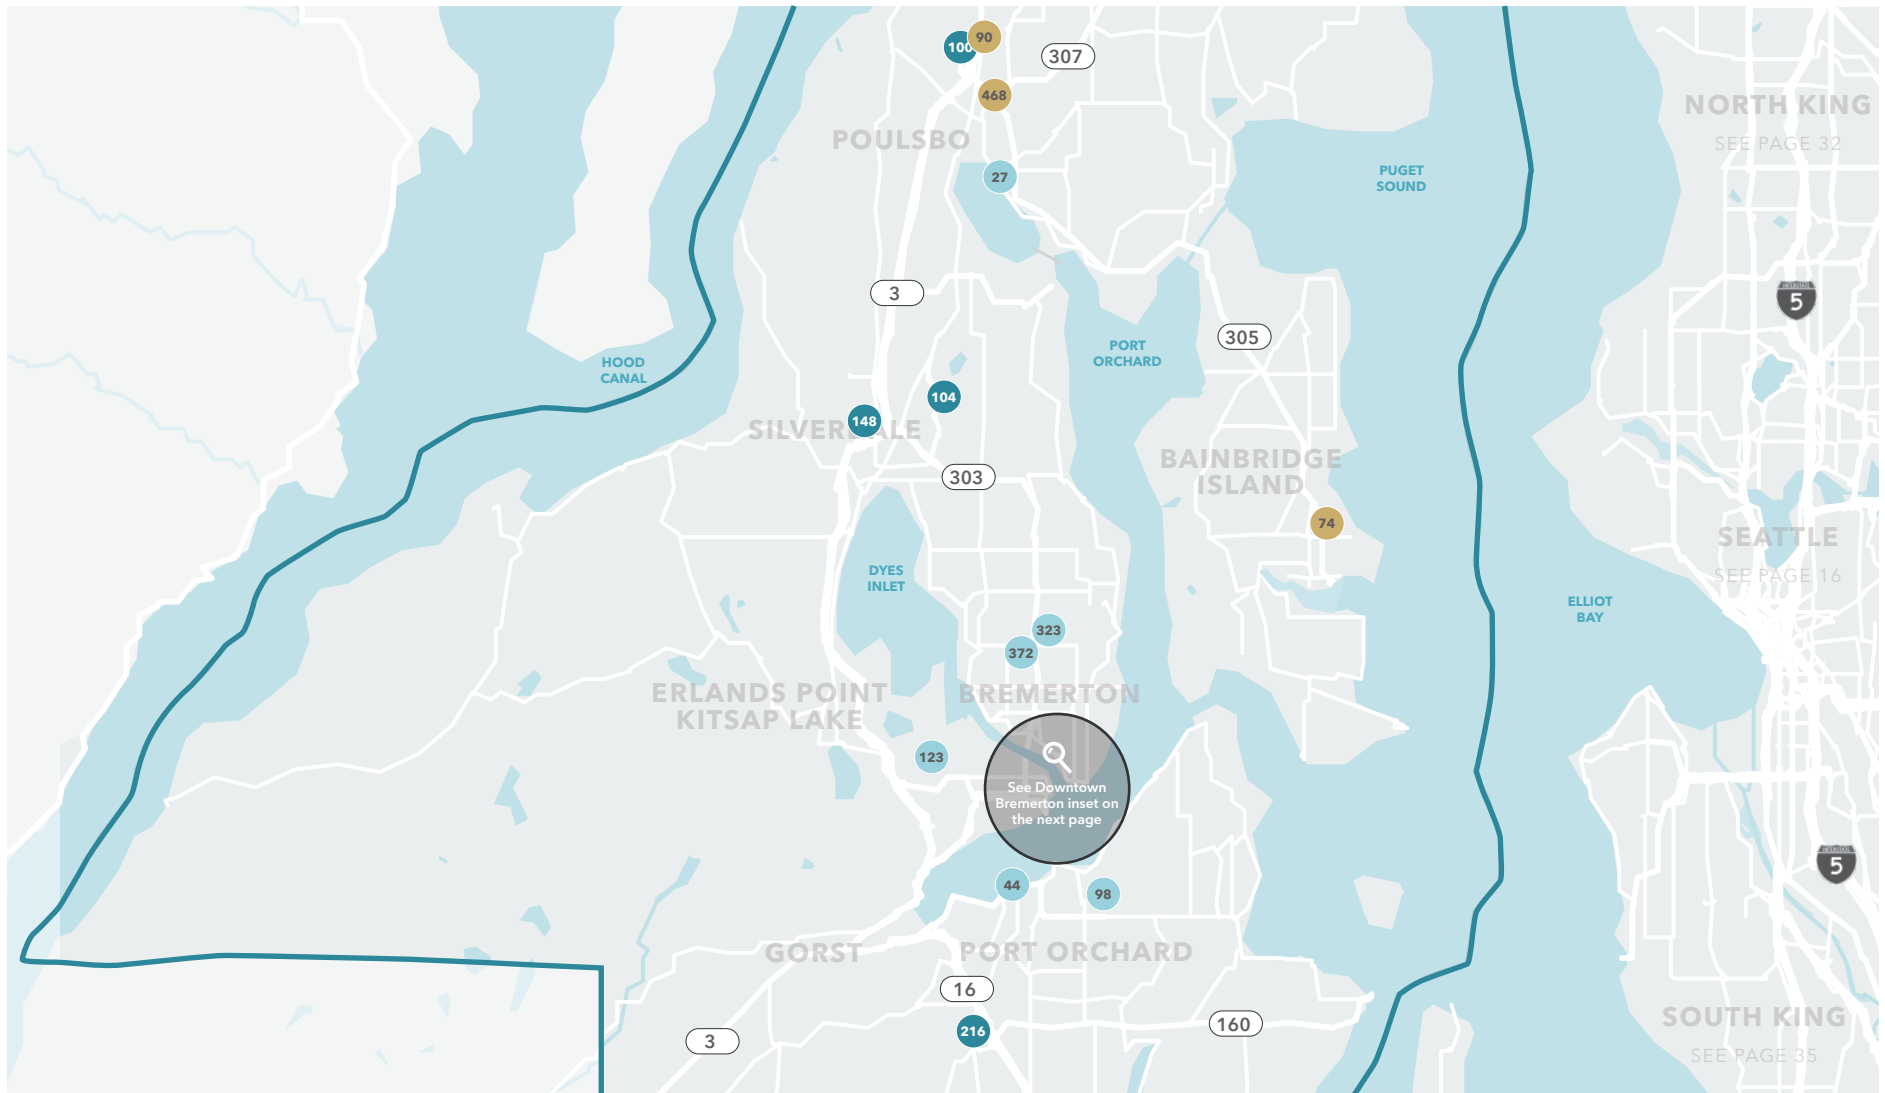 90
100
307
468
NORTH KING
SEE PAGE 32
POULSBO
27
PUGET
SOUND
3
INTERSTATE
5
305
HOOD
CANAL
PORT
ORCHARD
104
148
SILVERDALE
BAINBRIDGE
ISLAND
303
74
SEATTLE
SEE PAGE 16
DYES
INLET
ELLIOT
BAY
323
372
ERLANDS POINT
KITSAP LAKE
BREMERTON
123
See Downtown
Bremerton inset on
the next page
INTERSTATE
5
44
98
GORST
PORT ORCHARD
16
216
160
3
SOUTH KING
SEE PAGE 35